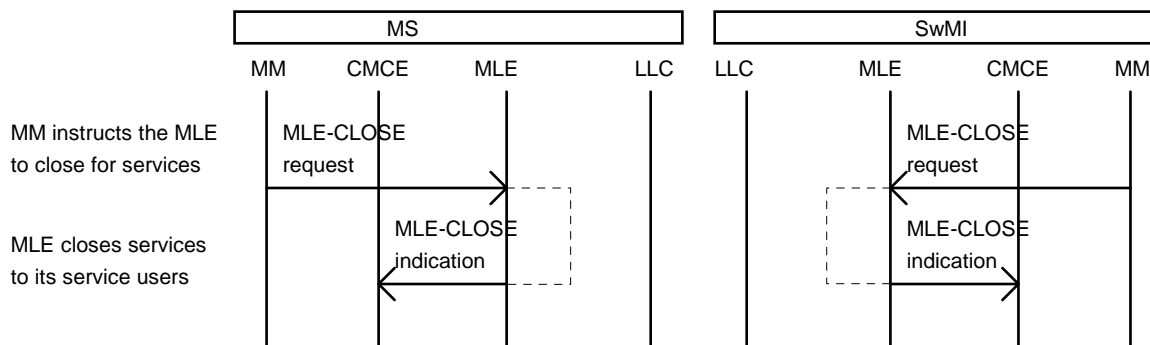 MS
SwMI
MM
CMCE
MLE
LLC
LLC
MLE
CMCE
MM
MM instructs the MLE
to close for services
MLE-CLOSE
request
MLE-CLOSE
request
MLE closes services
to its service users
MLE-CLOSE
indication
MLE-CLOSE
indication